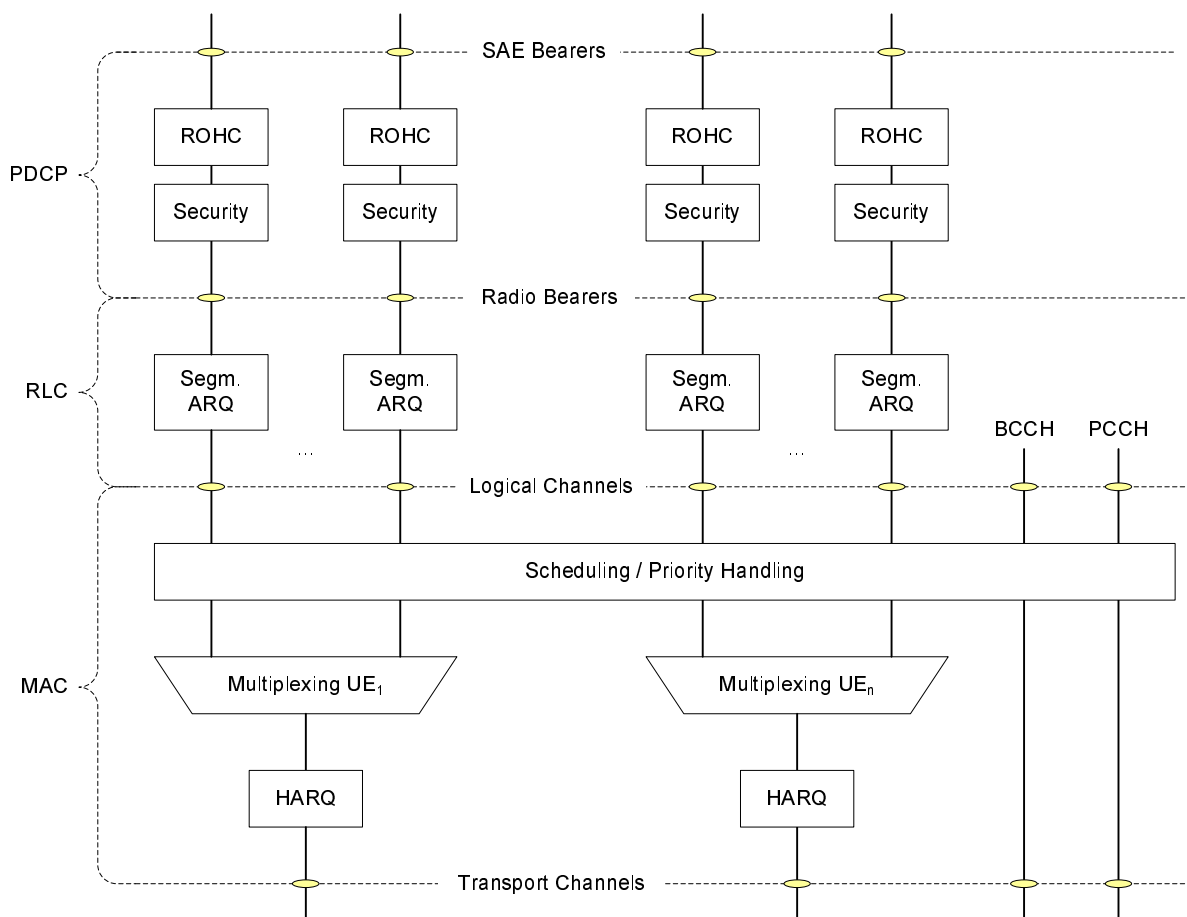 SAE Bearers
ROHC
ROHC
ROHC
ROHC
PDCP
Security
Security
Security
Security
Radio Bearers
Segm.
ARQ
Segm.
ARQ
Segm.
ARQ
Segm.
ARQ
RLC
BCCH
PCCH
...
...
Logical Channels
Scheduling / Priority Handling
MAC
Multiplexing UE1
Multiplexing UEn
HARQ
HARQ
Transport Channels